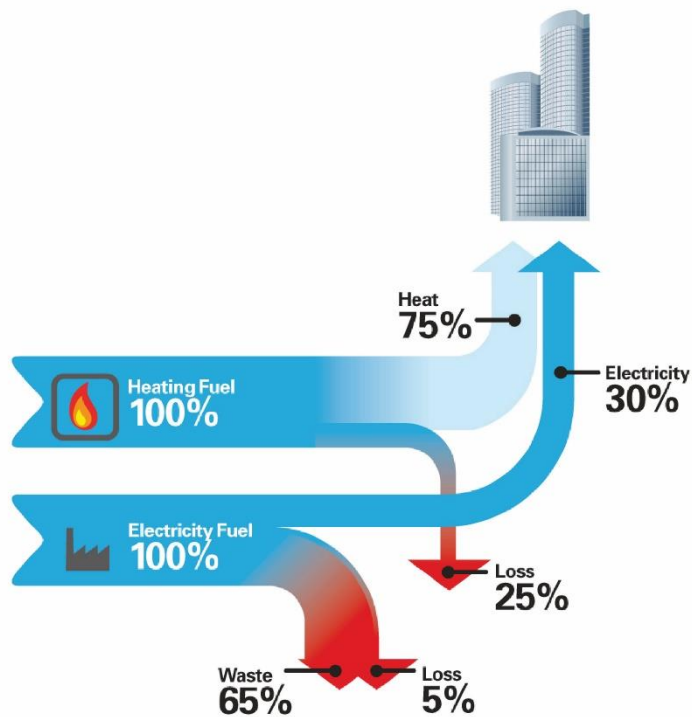 Heat
75%
Electricity
30%
Heating Fuel
100%
Electricity Fuel
100%
Loss
25%
Waste
65%
Loss
5%